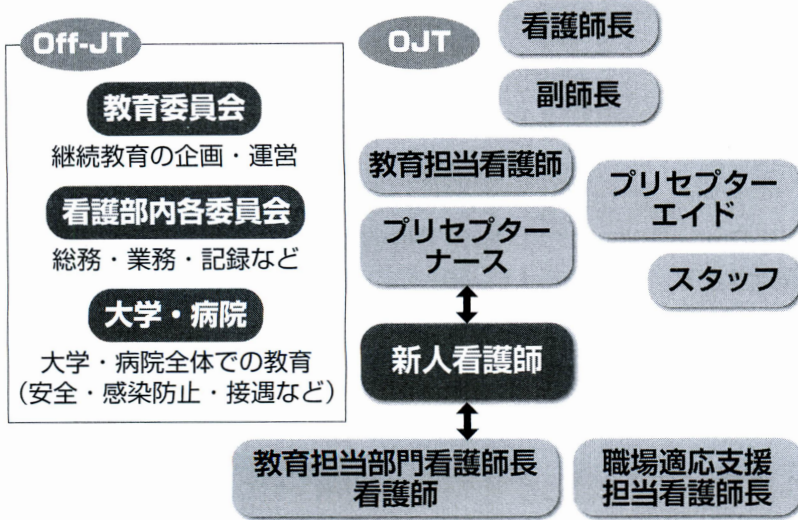 Off-JT
教育委員会
継続教育の企画・運営
看護部内各委員会
総務・業務・記録など
大学・病院
大学・病院全体での教育
（安全・感染防止・接遇など）
OJT
看護師長
副師長
教育担当看護師
プリセプター
エイド
プリセプター
ナース
スタッフ
新人看護師
教育担当部門看護師長
看護師
職場適応支援
担当看護師長